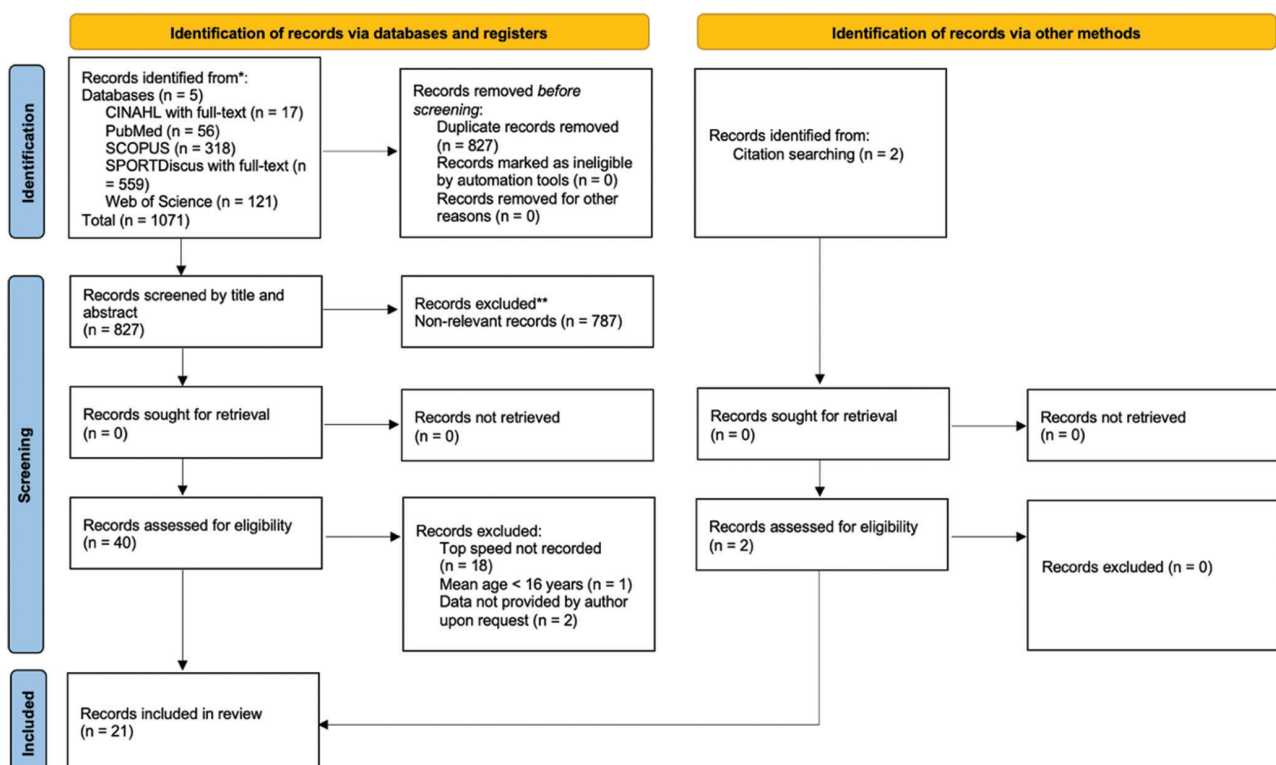 Identification of records via databases and registers
Identification of records via other methods
Identification
Records identified from*:
Databases (n = 5)
CINAHL with full-text (n = 17)
PubMed (n = 56)
SCOPUS (n = 318)
SPORTDiscus with full-text (n
= 559)
Web of Science (n = 121)
Total (n = 1071)
Records removed before
screening:
Duplicate records removed
(n = 827)
Records marked as ineligible
by automation tools (n = 0)
Records removed for other
reasons (n = 0)
Records identified from:
Citation searching (n = 2)
Screening
Records screened by title and
abstract
(n = 827)
Records excluded**
Non-relevant records (n = 787)
Records sought for retrieval
(n = 0)
Records not retrieved
(n = 0)
Records sought for retrieval
(n = 0)
Records not retrieved
(n = 0)
Records assessed for eligibility
(n = 40)
Records excluded:
Top speed not recorded
(n = 18)
Mean age < 16 years (n = 1)
Data not provided by author
upon request (n = 2)
Records assessed for eligibility
(n = 2)
Records excluded (n = 0)
Included
Records included in review
(n = 21)